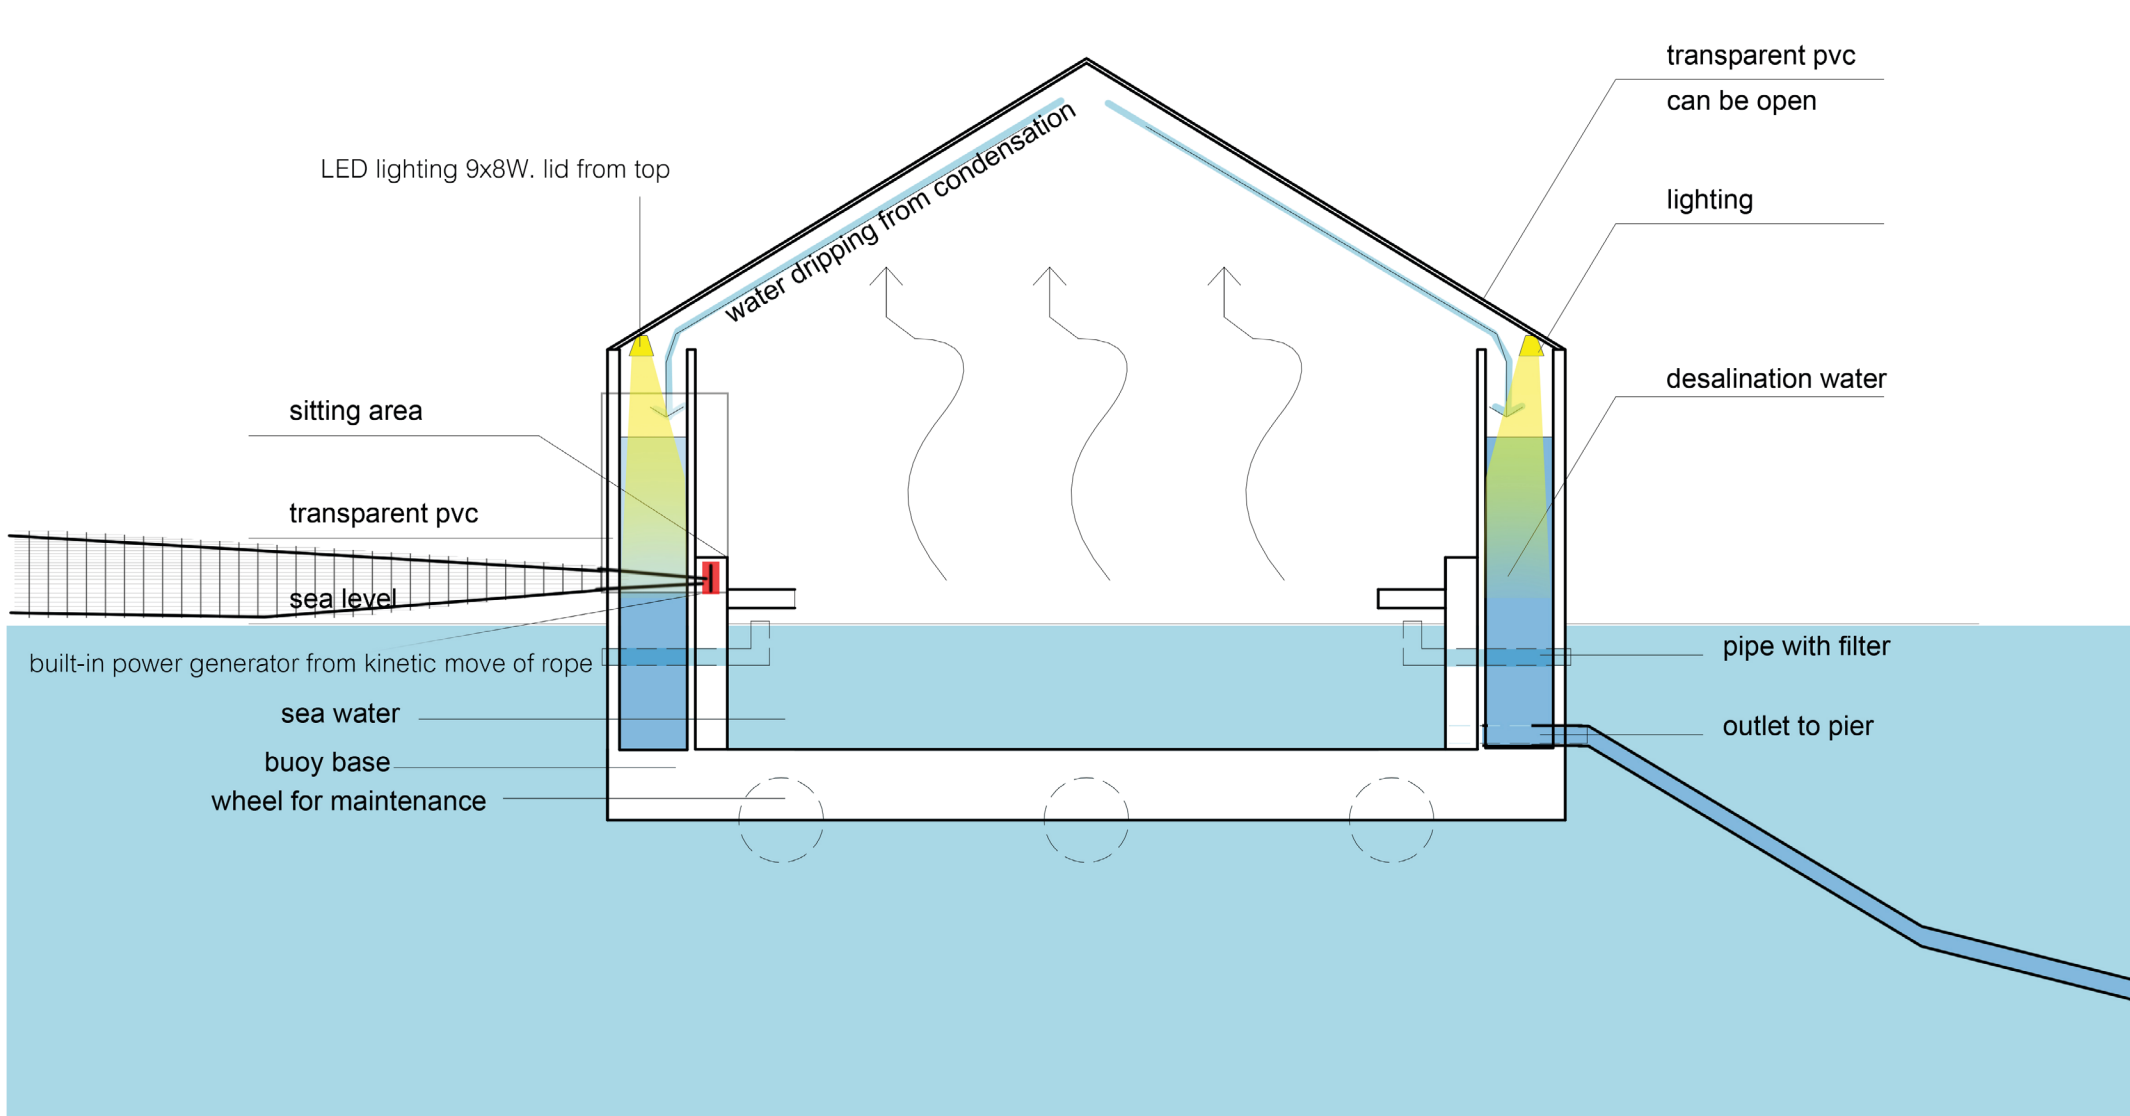 transparent pvc
can be open
LED lighting 9x8W. lid from top
water dripping from condensation
lighting
desalination water
sitting area
transparent pvc
sea level
built-in power generator from kinetic move of rope
pipe with filter
sea water
outlet to pier
buoy base
wheel for maintenance